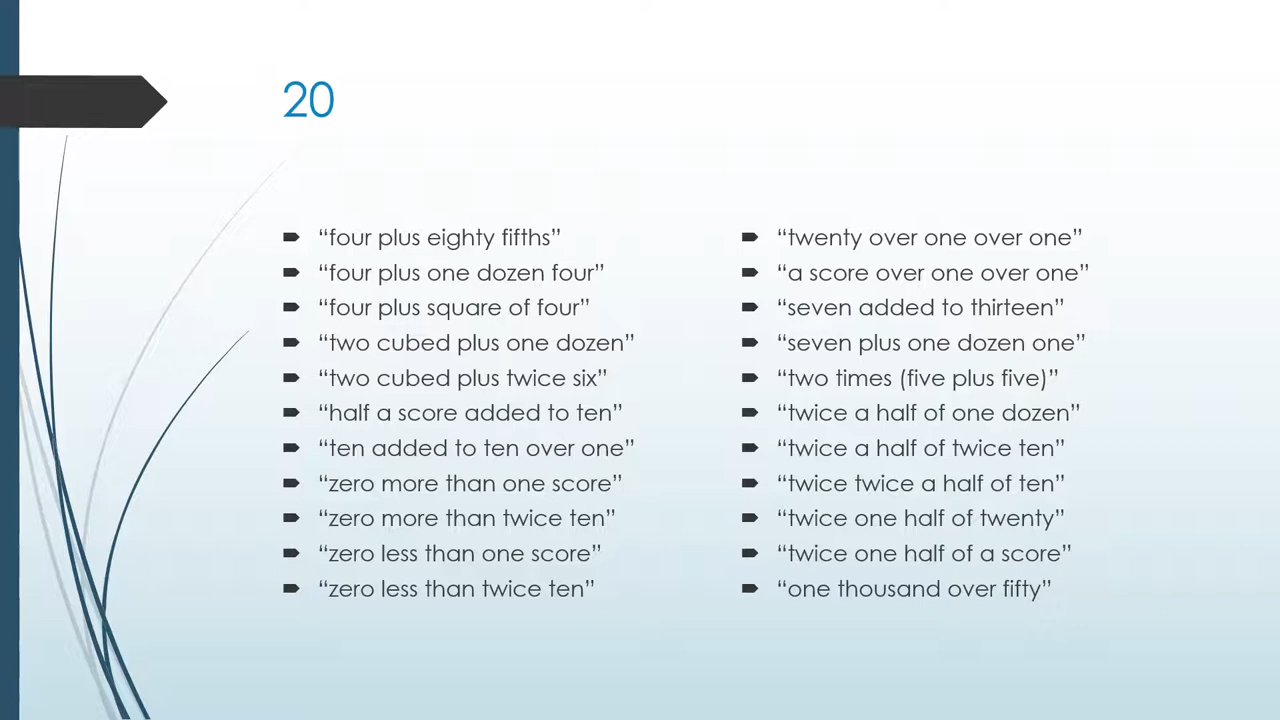 20
“four plus eighty fifths”
“four plus one dozen four”
“four plus square of four”
“two cubed plus one dozen”
“two cubed plus twice six”
“half a score added to ten”
“ten added to ten over one”
“zero more than one score”
“zero more than twice ten”
“zero less than one score”
“zero less than twice ten”
“twenty over one over one”
“a score over one over one”
“seven added to thirteen”
“seven plus one dozen one”
“two times (five plus five)”
“twice a half of one dozen”
“twice a half of twice ten”
“twice twice a half of ten”
“twice one half of twenty”
“twice one half of a score”
“one thousand over fifty”